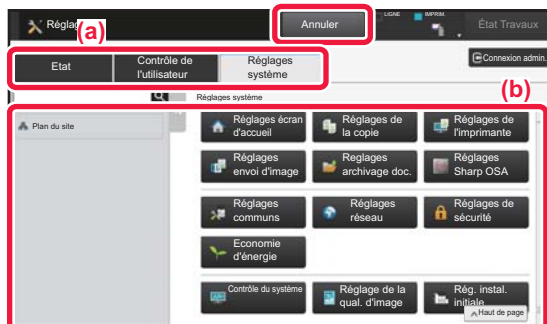 Réglag
(a)
Annuler
LIGNE
IMPRIM.
État Travaux
Etat
Contrôle de
l'utilisateur
Réglages
système
Connexion admin.
(b)
Réglages système
Plan du site
Réglages écran
d'accueil
Réglages de
la copie
Réglages de
l'imprimante
Réglages
envoi d'image
Reglages
archivage doc.
Réglages
Sharp OSA
Réglages
communs
Réglages
réseau
Réglages de
sécurité
Economie
d'énergie
Contrôle du système
Réglage de la
qual. d'image
Rég. instal.
initiale
Haut de page